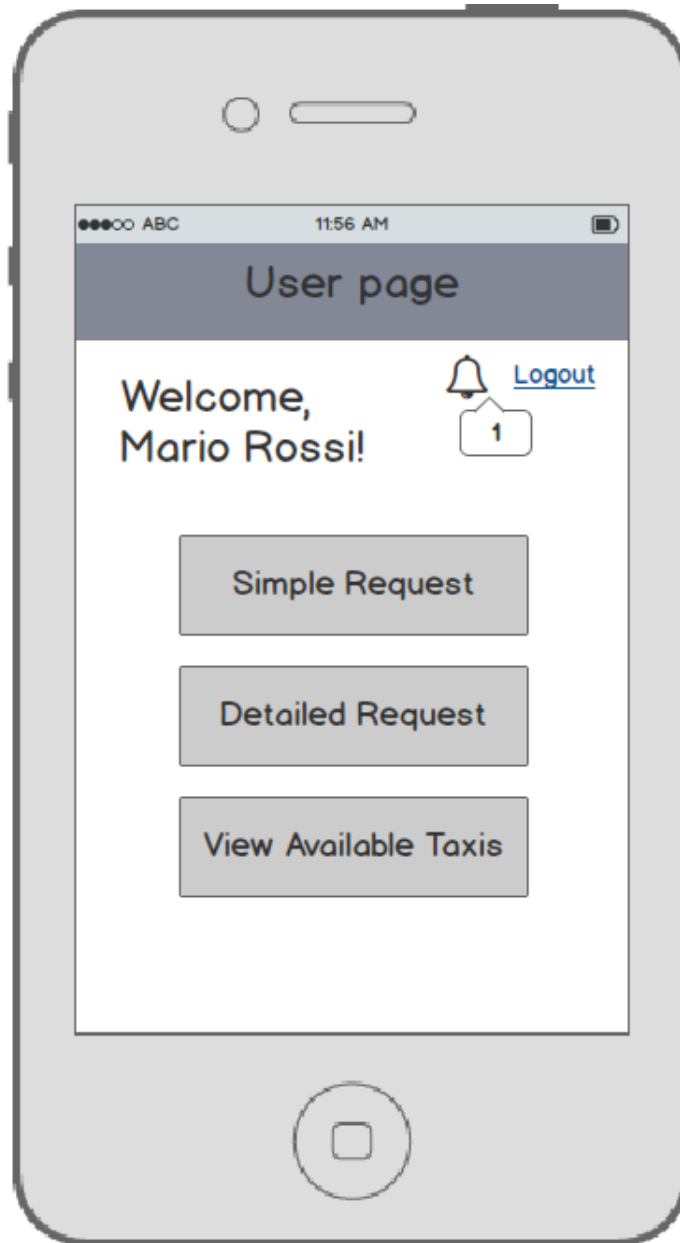 ABC 11:56 AM
User page
Welcome,
Mario Rossi!
Logout
1
Simple Request
Detailed Request
View Available Taxis